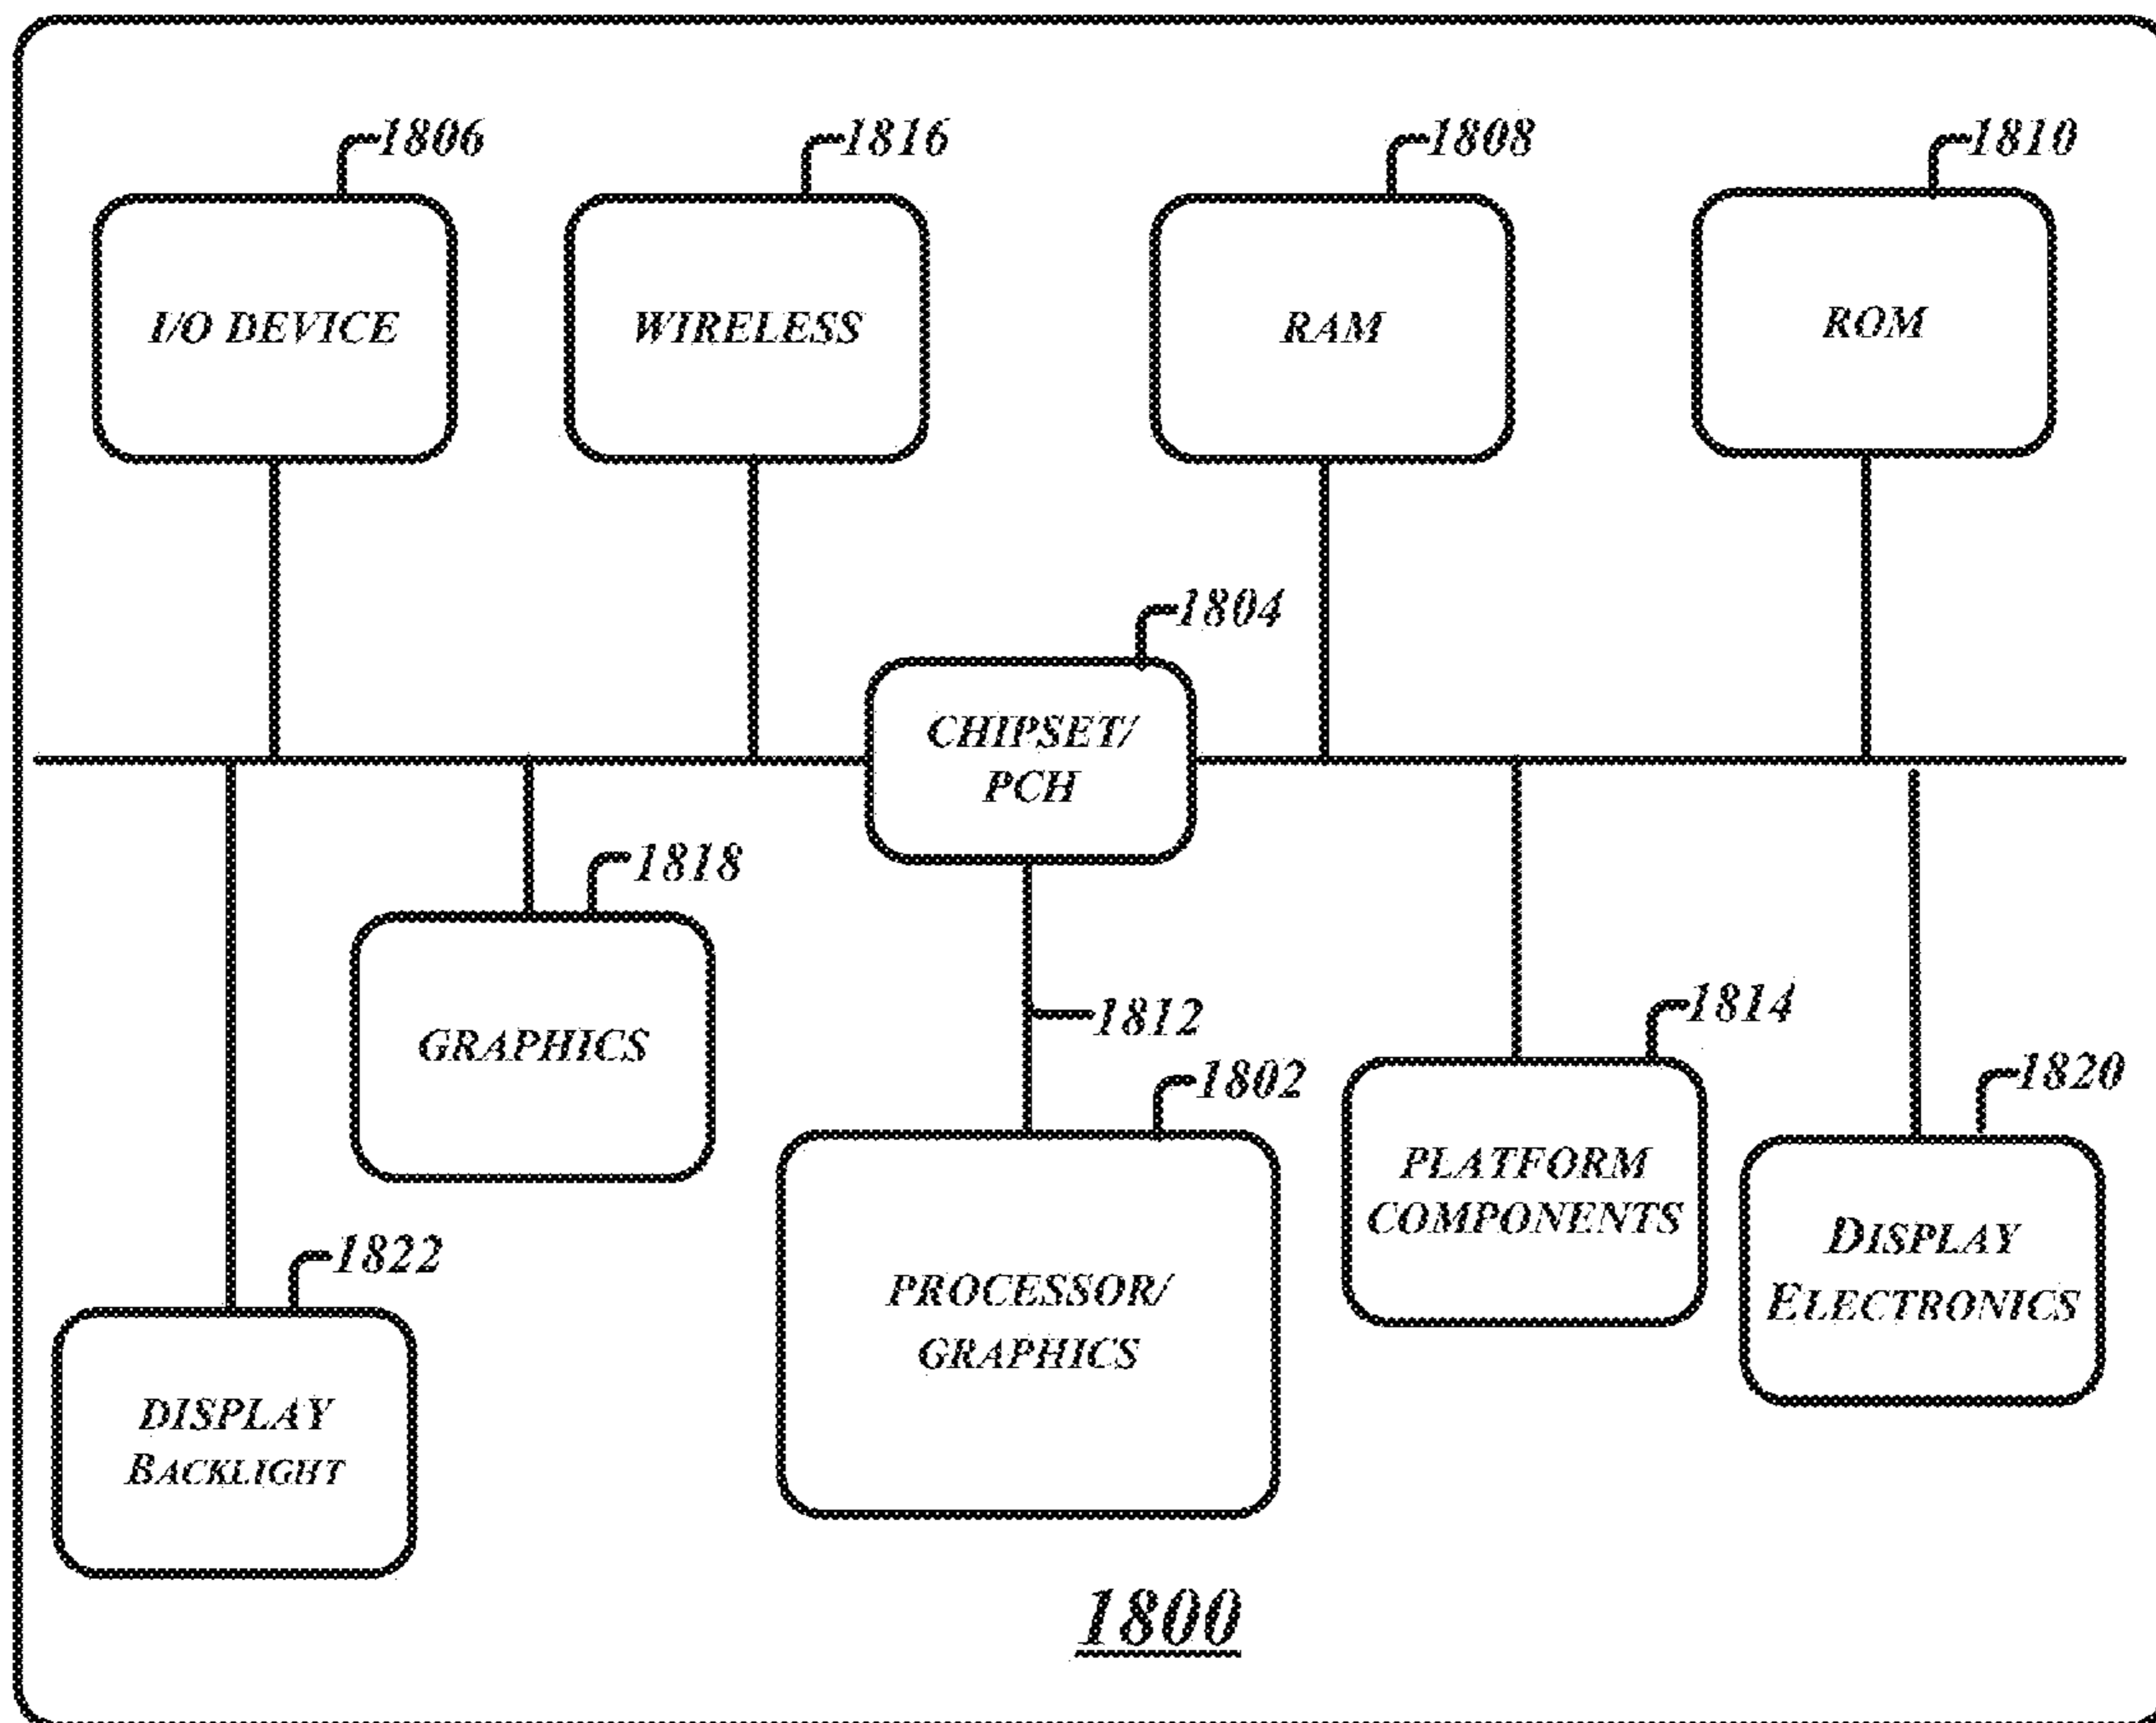 1806
1816
1808
1810
I/O DEVICE
WIRELESS
RAM
ROM
1804
CHIPSET/
PCH
1818
GRAPHICS
1812
1814
1802
1820
PLATFORM
COMPONENTS
DISPLAY
ELECTRONICS
1822
PROCESSOR/
GRAPHICS
DISPLAY
BACKLIGHT
1800